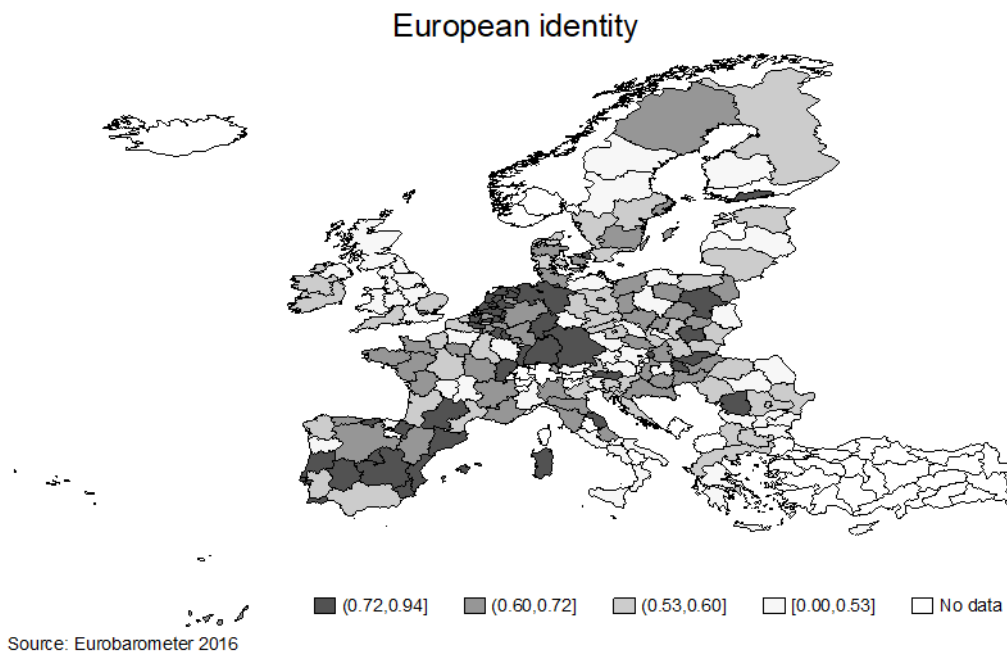 European identity
(0.72,0.94] (0.60,0.72] (0.53,0.60] [0.00,0.53] No data
Source: Eurobarometer 2016